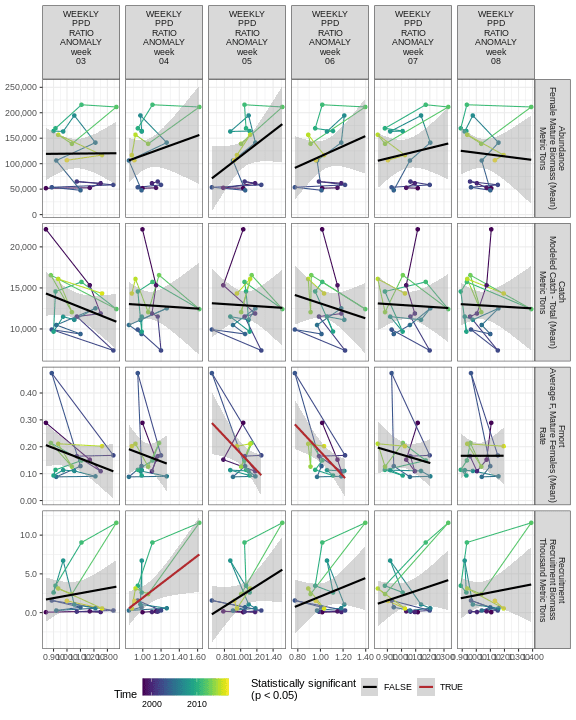 WEEKLY
PPD
RATIO
ANOMALY
week
03
WEEKLY
PPD
RATIO
ANOMALY
week
04
WEEKLY
PPD
RATIO
ANOMALY
week
05
WEEKLY
PPD
RATIO
ANOMALY
week
06
WEEKLY
PPD
RATIO
ANOMALY
week
07
WEEKLY
PPD
RATIO
ANOMALY
week
08
250,000
200,000
150,000
100,000
50,000
0
Abundance
Female Mature Biomass (Mean)
Metric Tons
20,000
15,000
10,000
Catch
Modelled Catch - Total (Mean)
Metric Tons
0.40
0.30
0.20
0.10
0.00
Fmort
Average F, Mature Females (Mean)
Rate
10.0
5.0
0.0
Recruitment
Recruitment Biomass
Thousand Metric Tons
1.00 1.20 1.40 1.60
0.80 1.00 1.20 1.40
0.80 1.00 1.20 1.40
Time
2000 2010
Statistically significant
(p < 0.05)
FALSE
TRUE